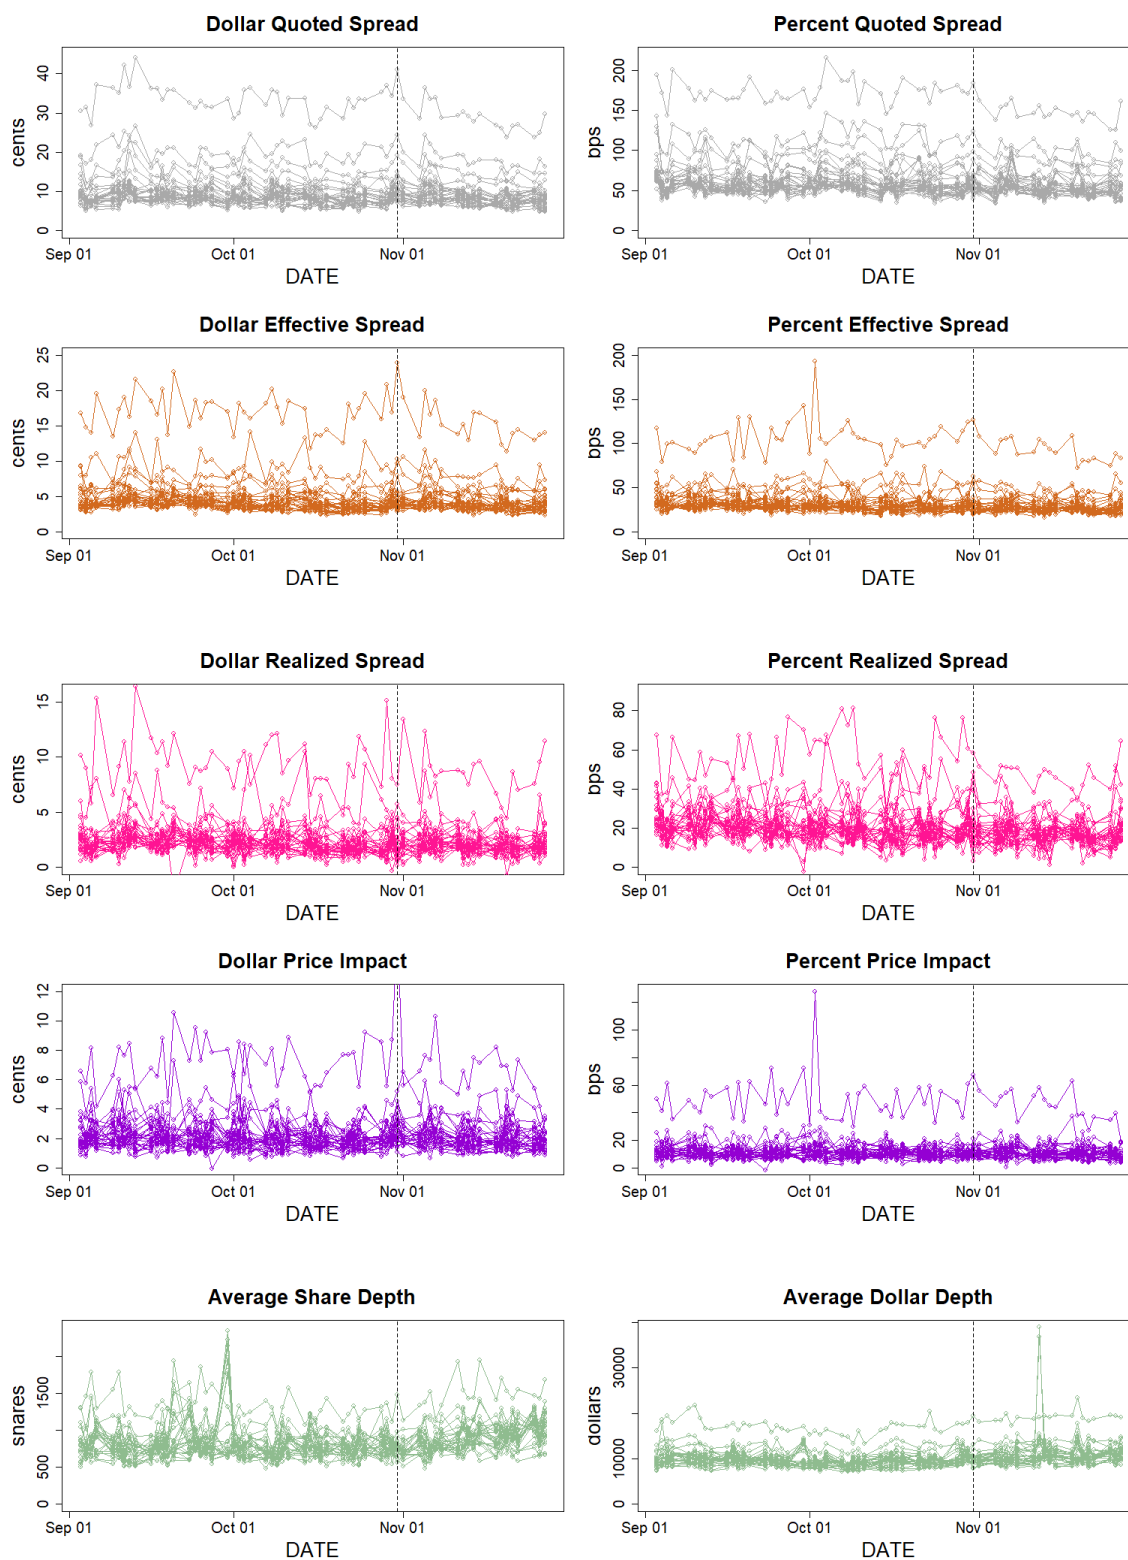 Dollar Quoted Spread
Percent Quoted Spread
cents
0 10 20 30 40
Sep 01 Oct 01 Nov 01
DATE
bps
0 50 100 150 200
Sep 01 Oct 01 Nov 01
DATE
Dollar Effective Spread
Percent Effective Spread
cents
0 5 10 15 20 25
Sep 01 Oct 01 Nov 01
DATE
bps
0 50 100 150 200
Sep 01 Oct 01 Nov 01
DATE
Dollar Realized Spread
Percent Realized Spread
cents
0 5 10 15
Sep 01 Oct 01 Nov 01
DATE
bps
0 20 40 60 80
Sep 01 Oct 01 Nov 01
DATE
Dollar Price Impact
Percent Price Impact
cents
0 2 4 6 8 10 12
Sep 01 Oct 01 Nov 01
DATE
bps
0 20 60 100
Sep 01 Oct 01 Nov 01
DATE
Average Share Depth
Average Dollar Depth
shares
0 500 1500
Sep 01 Oct 01 Nov 01
DATE
dollars
0 10000 30000
Sep 01 Oct 01 Nov 01
DATE